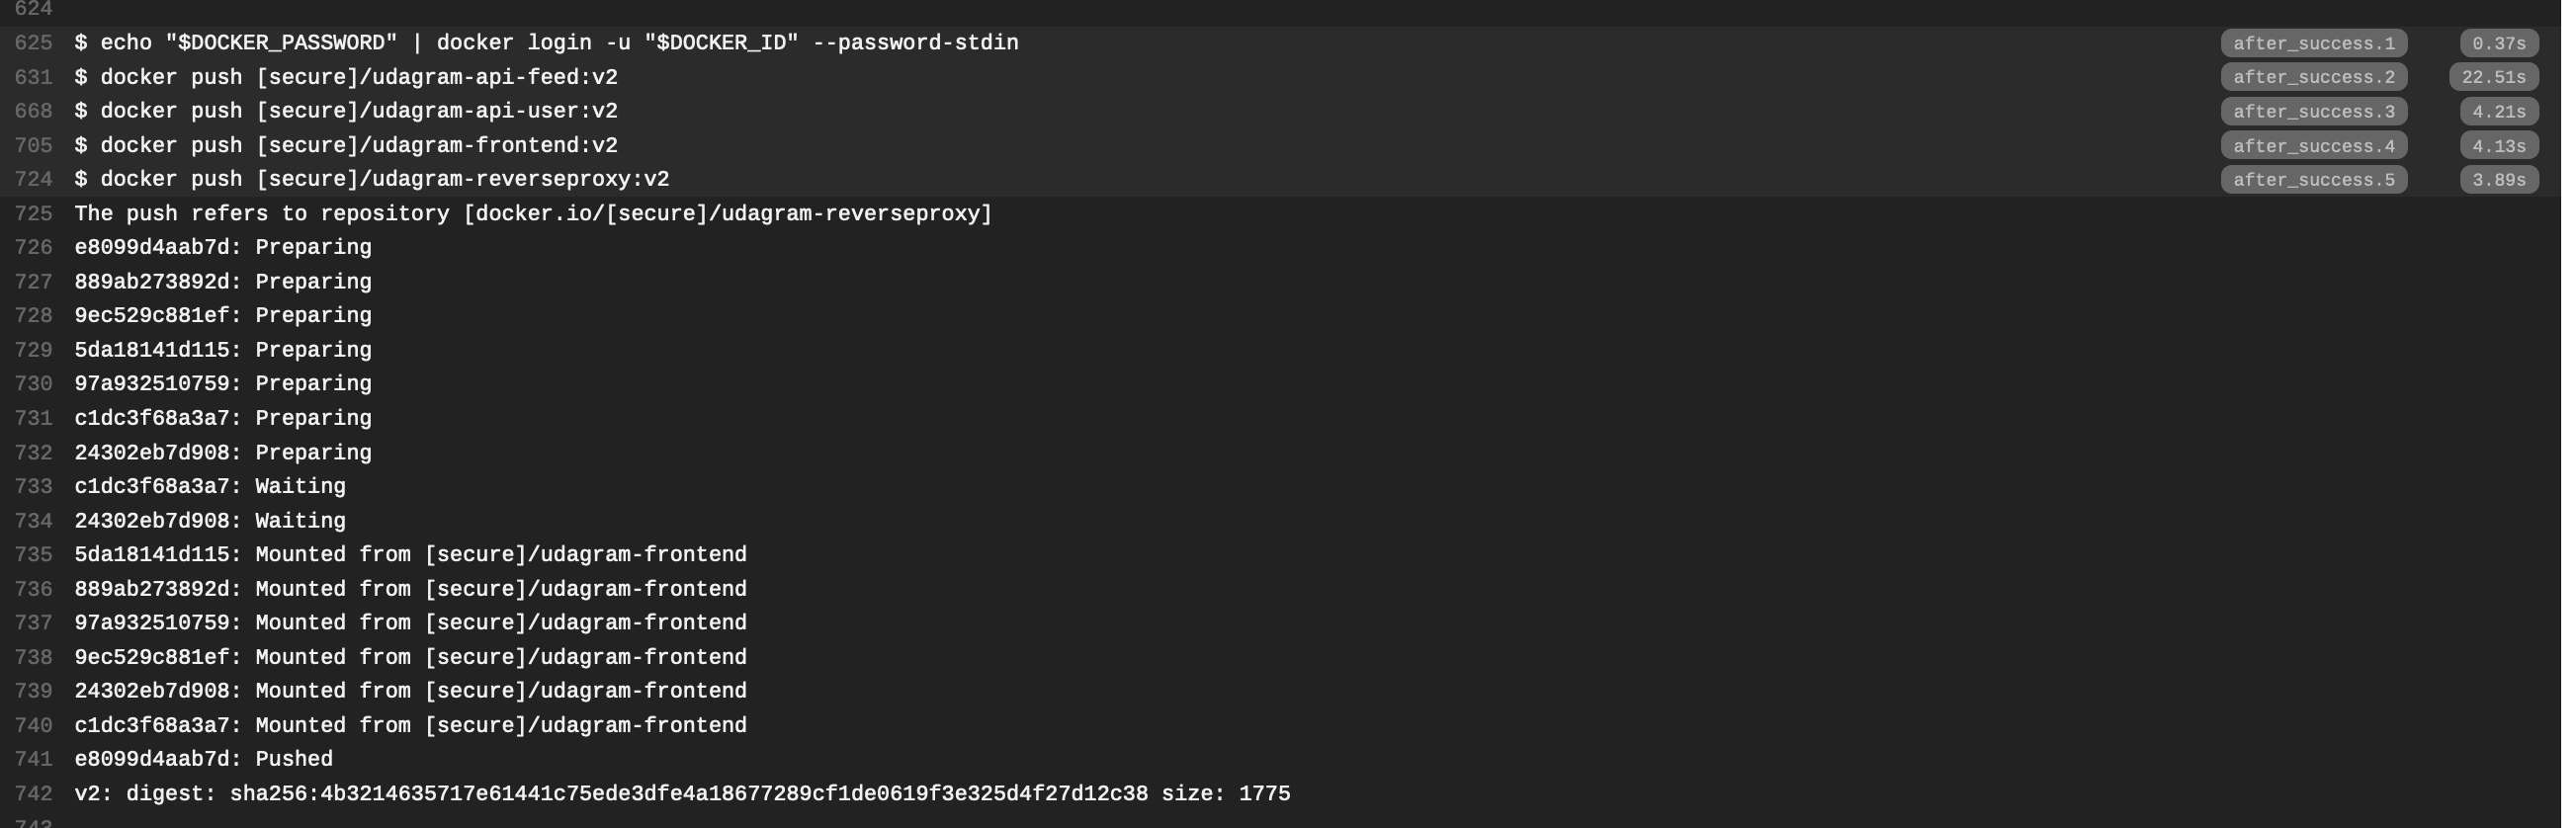 624
625 $ echo "$DOCKER_PASSWORD" | docker login -u "$DOCKER_ID" --password-stdin after_success.1 0.37s
631 $ docker push [secure]/udagram-api-feed:v2 after_success.2 22.51s
668 $ docker push [secure]/udagram-api-user:v2 after_success.3 4.21s
705 $ docker push [secure]/udagram-frontend:v2 after_success.4 4.13s
724 $ docker push [secure]/udagram-reverseproxy:v2 after_success.5 3.89s
725 The push refers to repository [docker.io/[secure]/udagram-reverseproxy]
726 e8099d4aab7d: Preparing
727 889ab273892d: Preparing
728 9ec529c881ef: Preparing
729 5da18141d115: Preparing
730 97a932510759: Preparing
731 c1dc3f68a3a7: Preparing
732 24302eb7d908: Preparing
733 c1dc3f68a3a7: Waiting
734 24302eb7d908: Waiting
735 5da18141d115: Mounted from [secure]/udagram-frontend
736 889ab273892d: Mounted from [secure]/udagram-frontend
737 97a932510759: Mounted from [secure]/udagram-frontend
738 9ec529c881ef: Mounted from [secure]/udagram-frontend
739 24302eb7d908: Mounted from [secure]/udagram-frontend
740 c1dc3f68a3a7: Mounted from [secure]/udagram-frontend
741 e8099d4aab7d: Pushed
742 v2: digest: sha256:4b3214635717e61441c75ede3dfe4a18677289cf1de0619f3e325d4f27d12c38 size: 1775
743